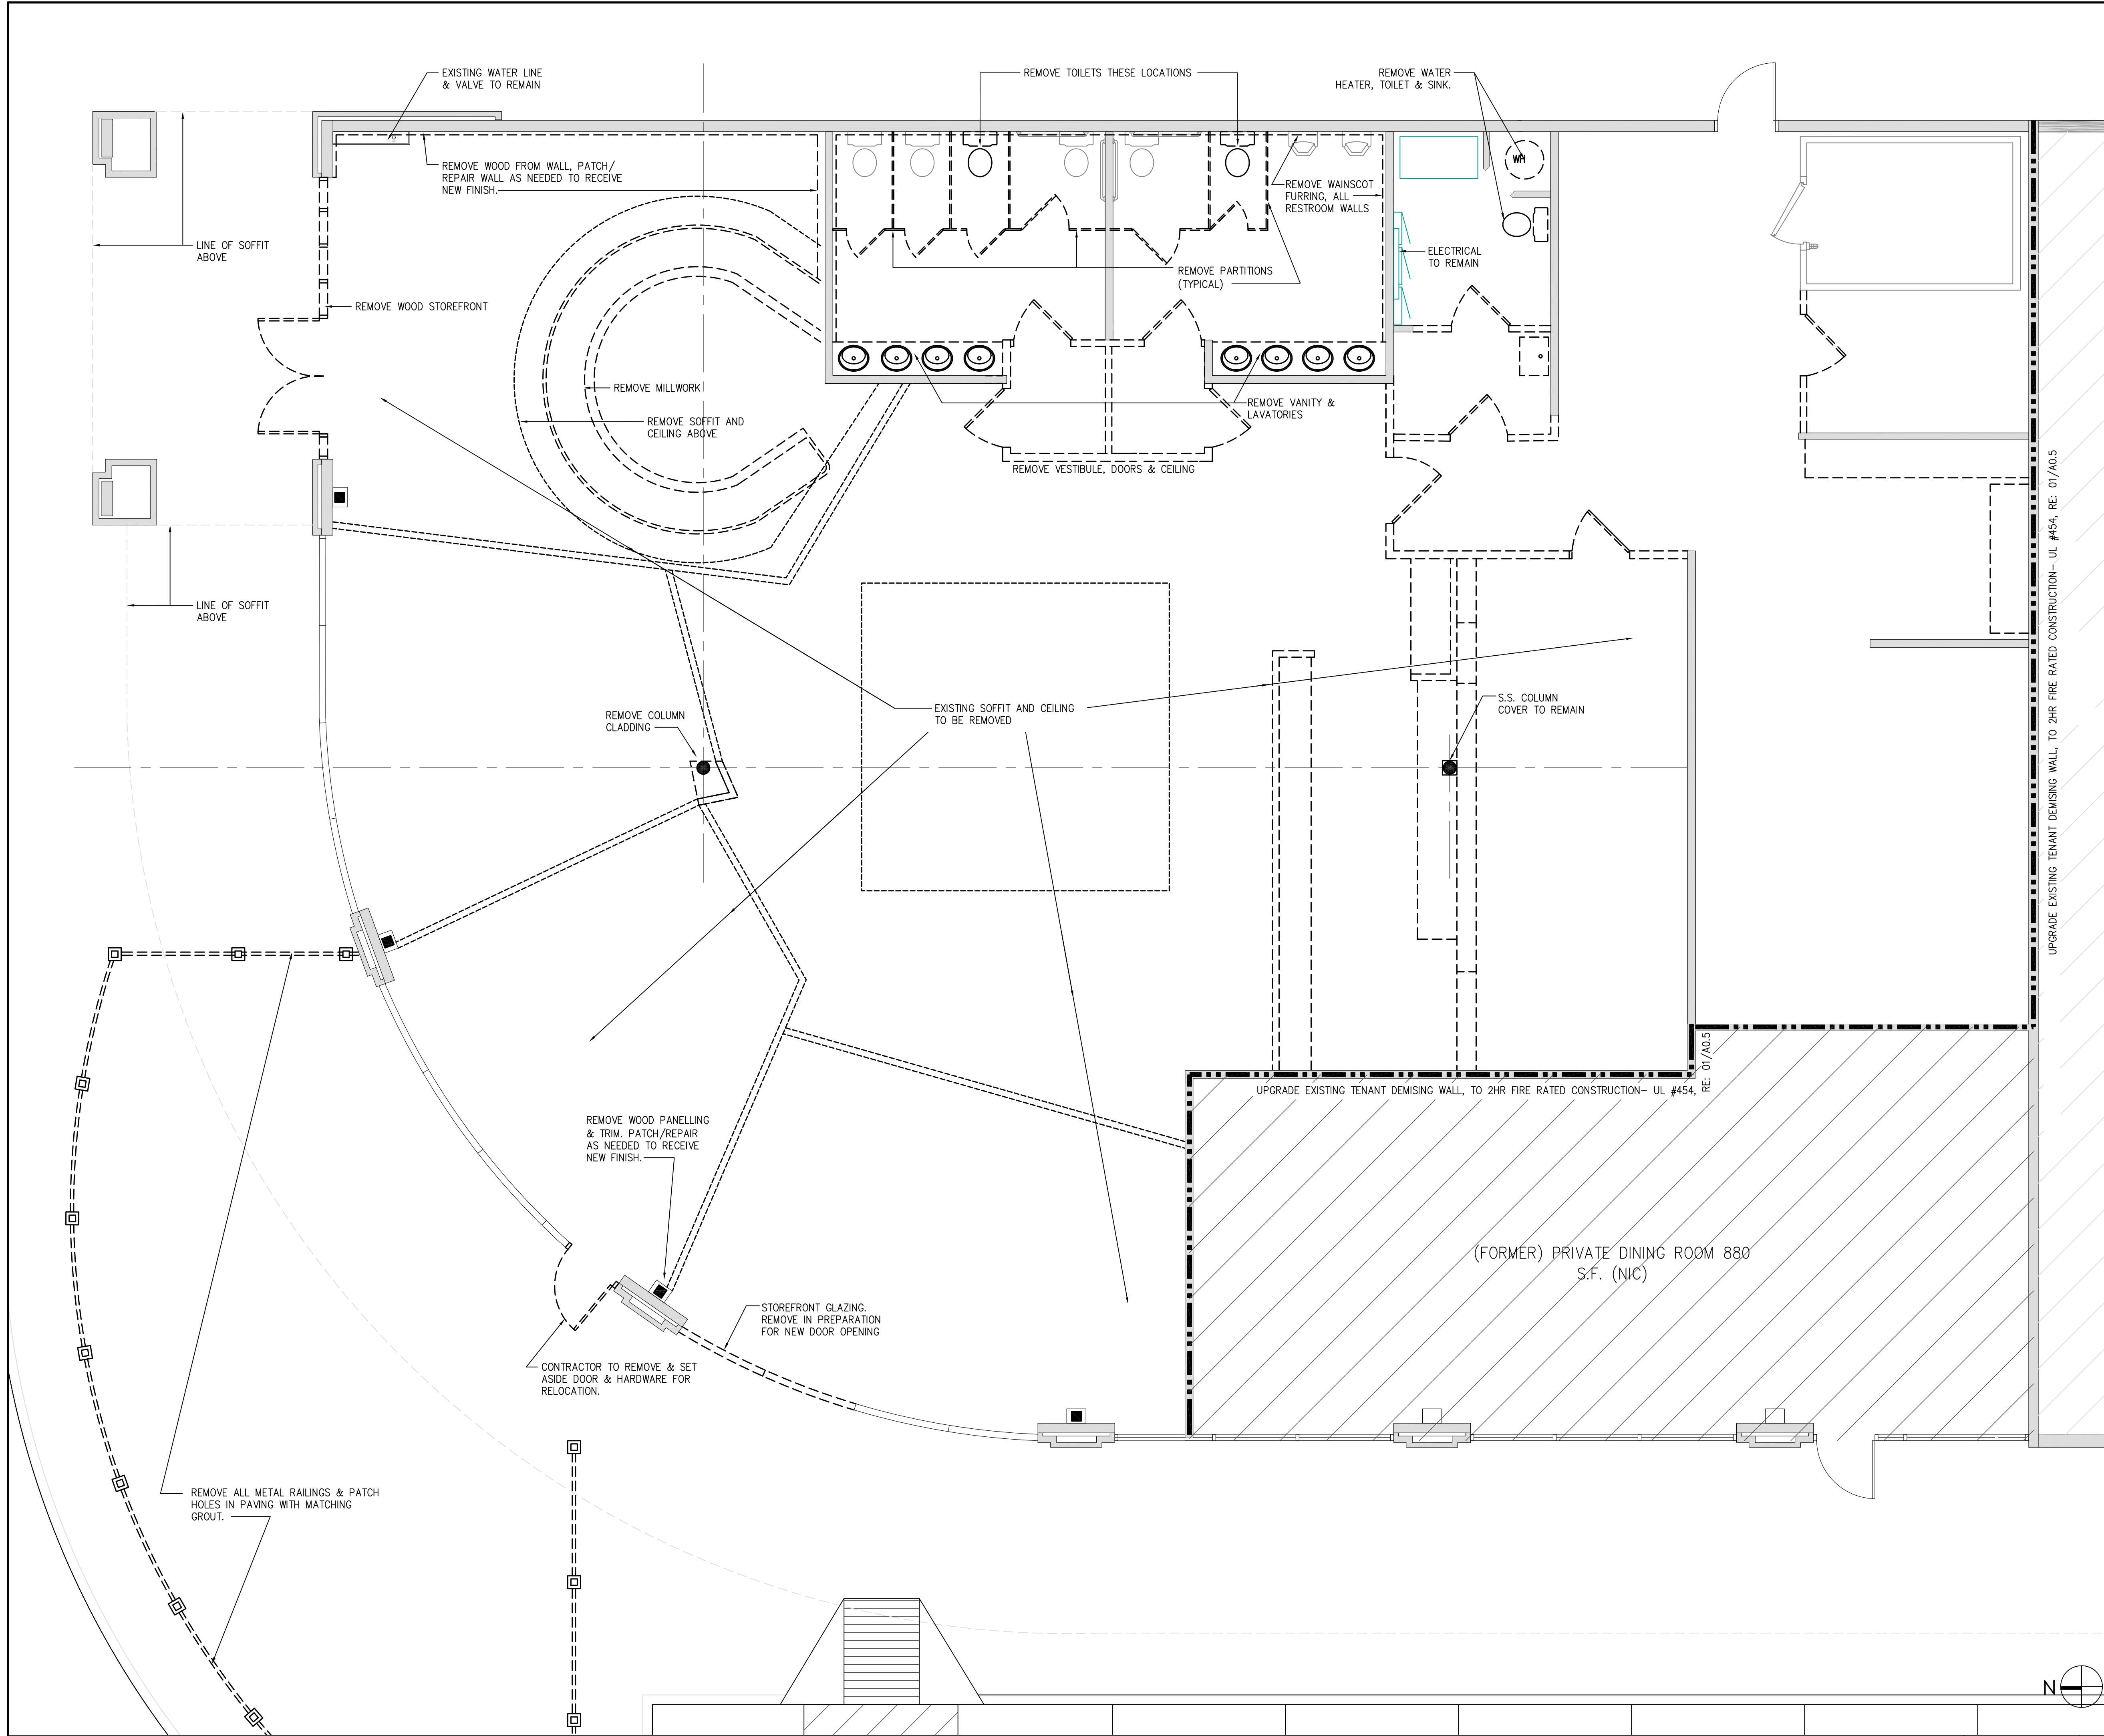 EXISTING WATER LINE
& VALVE TO REMAIN
REMOVE TOILETS THESE LOCATIONS
REMOVE WATER
HEATER, TOILET & SINK.
WH
REMOVE WOOD FROM WALL, PATCH/
REPAIR WALL AS NEEDED TO RECEIVE
NEW FINISH.
REMOVE WAINSCOT
FURRING, ALL
RESTROOM WALLS
LINE OF SOFFIT
ABOVE
ELECTRICAL
TO REMAIN
REMOVE PARTITIONS
(TYPICAL)
REMOVE WOOD STOREFRONT
REMOVE MILLWORK
REMOVE SOFFIT AND
CEILING ABOVE
REMOVE VANITY &
LAVATORIES
REMOVE VESTIBULE, DOORS & CEILING
LINE OF SOFFIT
ABOVE
UPGRADE EXISTING TENANT DEMISING WALL, TO 2HR FIRE RATED CONSTRUCTION- UL #454, RE: 01/A0.5
REMOVE COLUMN
CLADDING
EXISTING SOFFIT AND CEILING
TO BE REMOVED
S.S. COLUMN
COVER TO REMAIN
UPGRADE EXISTING TENANT DEMISING WALL, TO 2HR FIRE RATED CONSTRUCTION- UL #454,
RE: 01/A0.5
REMOVE WOOD PANELLING
& TRIM. PATCH/REPAIR
AS NEEDED TO RECEIVE
NEW FINISH.
(FORMER) PRIVATE DINING ROOM 880
S.F. (NIC)
STOREFRONT GLAZING.
REMOVE IN PREPARATION
FOR NEW DOOR OPENING
CONTRACTOR TO REMOVE & SET
ASIDE DOOR & HARDWARE FOR
RELOCATION.
REMOVE ALL METAL RAILINGS & PATCH
HOLES IN PAVING WITH MATCHING
GROUT.
N